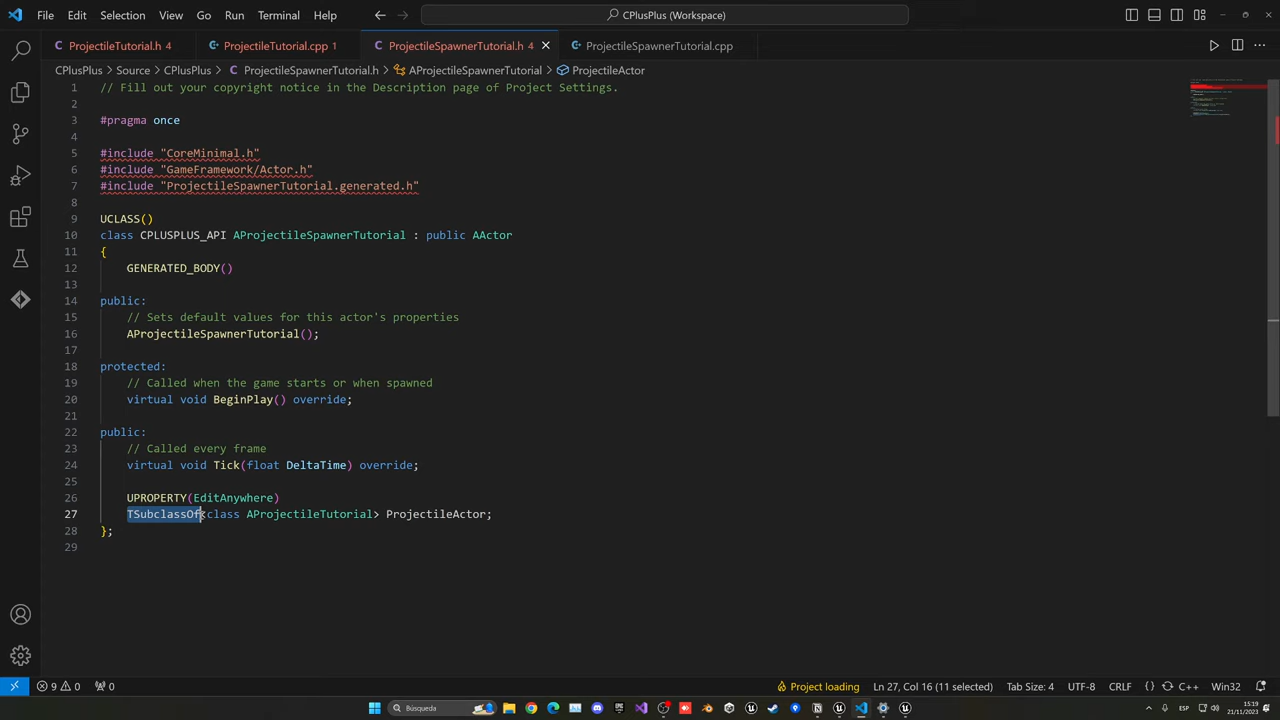 File Edit Selection View Go Run Terminal Help CPlusPlus (Workspace)
ProjectileTutorial.h 4 ProjectileTutorial.cpp 1 ProjectileSpawnerTutorial.h 4 ProjectileSpawnerTutorial.cpp
CPlusPlus > Source > CPlusPlus > ProjectileSpawnerTutorial.h > AProjectileSpawnerTutorial > ProjectileActor
1 // Fill out your copyright notice in the Description page of Project Settings.
2
3 #pragma once
4
5 #include "CoreMinimal.h"
6 #include "GameFramework/Actor.h"
7 #include "ProjectileSpawnerTutorial.generated.h"
8
9 UCLASS()
10 class CPLUSPLUS_API AProjectileSpawnerTutorial : public AActor
11 {
12 GENERATED_BODY()
13
14 public:
15 // Sets default values for this actor's properties
16 AProjectileSpawnerTutorial();
17
18 protected:
19 // Called when the game starts or when spawned
20 virtual void BeginPlay() override;
21
22 public:
23 // Called every frame
24 virtual void Tick(float DeltaTime) override;
25
26 UPROPERTY(EditAnywhere)
27 TSubclassOf<class AProjectileTutorial> ProjectileActor;
28 };
29
9 0 0 Project loading Ln 27, Col 16 (11 selected) Tab Size: 4 UTF-8 CRLF {} C++ Win32
Búsqueda ESP 15:19
21/11/2023